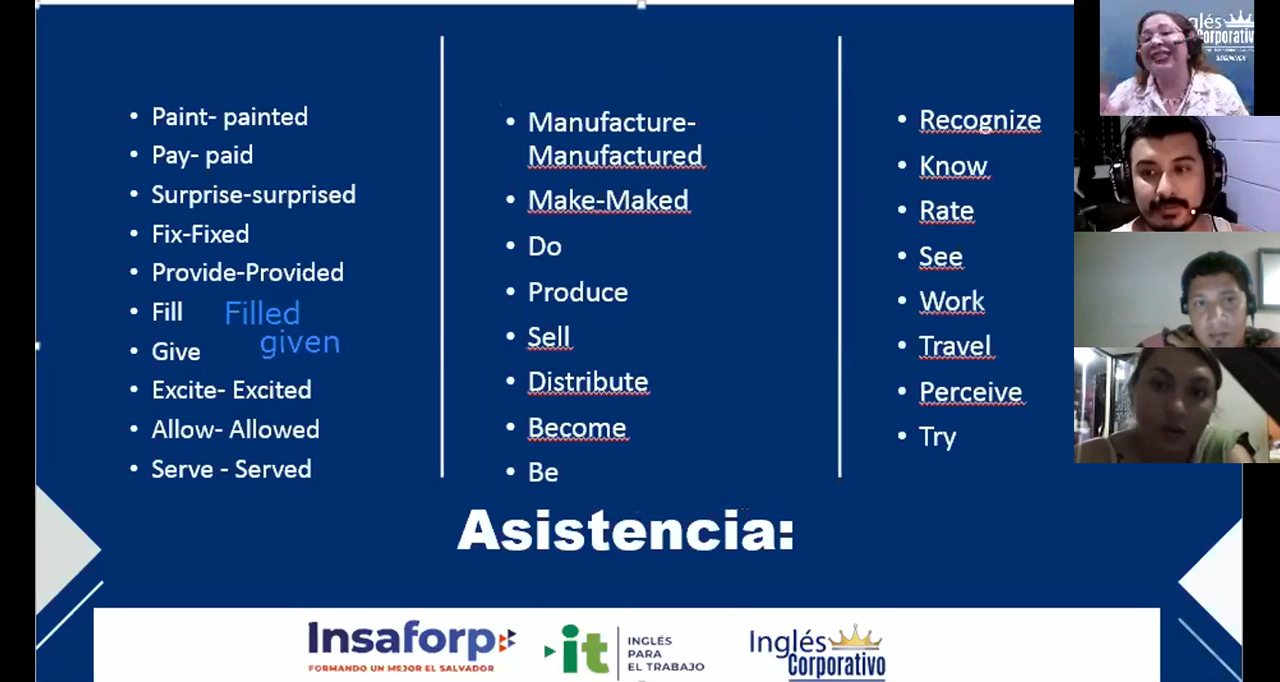 Paint- painted
Pay- paid
Surprise-surprised
Fix-Fixed
Provide-Provided
Fill Filled
Give given
Excite- Excited
Allow- Allowed
Serve - Served
Manufacture-
Manufactured
Make-Maked
Do
Produce
Sell
Distribute
Become
Be
Recognize
Know
Rate
See
Work
Travel
Perceive
Try
Asistencia:
Insaforp
FORMANDO UN MEJOR EL SALVADOR
it
INGLÉS
PARA
EL TRABAJO
Inglés
Corporativo
glés
Corporativ